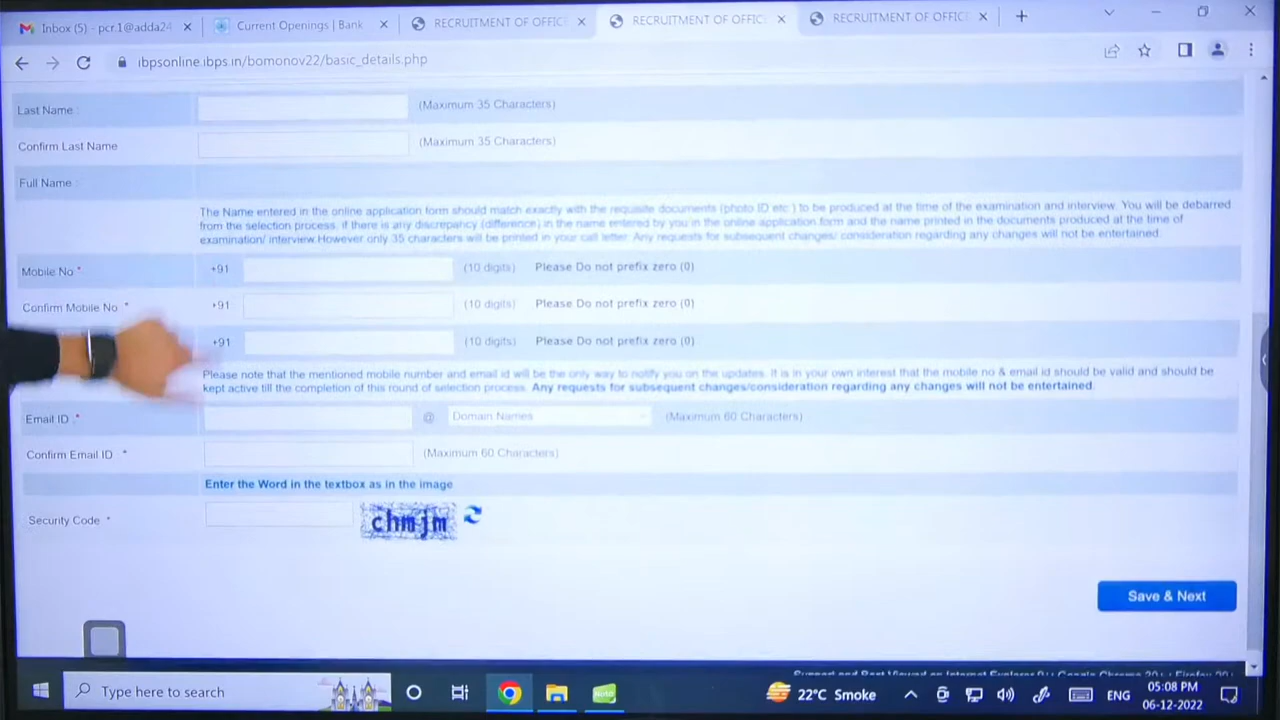 Inbox (5) - pcr.1@adda24
Current Openings | Bank
RECRUITMENT OF OFFIC
RECRUITMENT OF OFFIC
RECRUITMENT OF OFFIC
ibpsonline.ibps.in/bomonov22/basic_details.php
Last Name :
(Maximum 35 Characters)
Confirm Last Name
(Maximum 35 Characters)
Full Name :
The Name entered in the online application form should match exactly with the requisite documents (photo ID etc.) to be produced at the time of the examination and interview. You will be debarred
from the selection process, if there is any discrepancy (difference) in the name entered by you in the online application form and the name printed in the documents produced at the time of
examination/ interview.However only 35 characters will be printed in your call letter. Any requests for subsequent changes/ consideration regarding any changes will not be entertained.
Mobile No *
+91
(10 digits) Please Do not prefix zero (0)
Confirm Mobile No *
+91
(10 digits) Please Do not prefix zero (0)
+91
(10 digits) Please Do not prefix zero (0)
Please note that the mentioned mobile number and email id will be the only way to notify you on the updates. It is in your own interest that the mobile no & email id should be valid and should be
kept active till the completion of this round of selection process. Any requests for subsequent changes/consideration regarding any changes will not be entertained.
Email ID : *
@ Domain Names
(Maximum 60 Characters)
Confirm Email ID *
(Maximum 60 Characters)
Enter the Word in the textbox as in the image
Security Code *
chmjm
Save & Next
Type here to search
Note
22°C Smoke
ENG
05:08 PM
06-12-2022